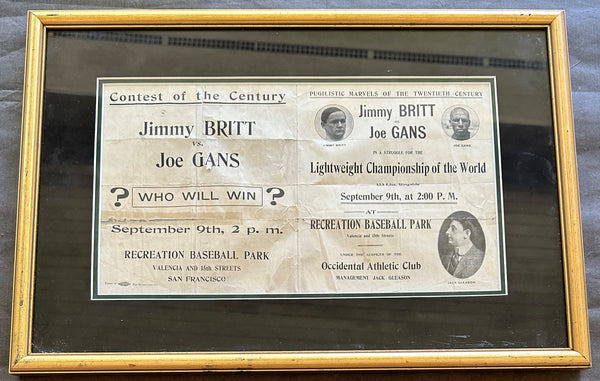 Contest of the Century
Jimmy BRITT
vs.
Joe GANS
? WHO WILL WIN ?
September 9th, 2 p. m.
RECREATION BASEBALL PARK
VALENCIA AND 15th STREETS
SAN FRANCISCO
PUGILISTIC MARVELS OF THE TWENTIETH CENTURY
Jimmy BRITT
vs.
Joe GANS
JIMMY BRITT
JOE GANS
IN A STRUGGLE FOR THE
Lightweight Championship of the World
133 Lbs. Ringside
September 9th, at 2:00 P. M.
AT
RECREATION BASEBALL PARK
Valencia and 15th Streets
UNDER THE AUSPICES OF THE
Occidental Athletic Club
MANAGEMENT JACK GLEASON
JACK GLEASON